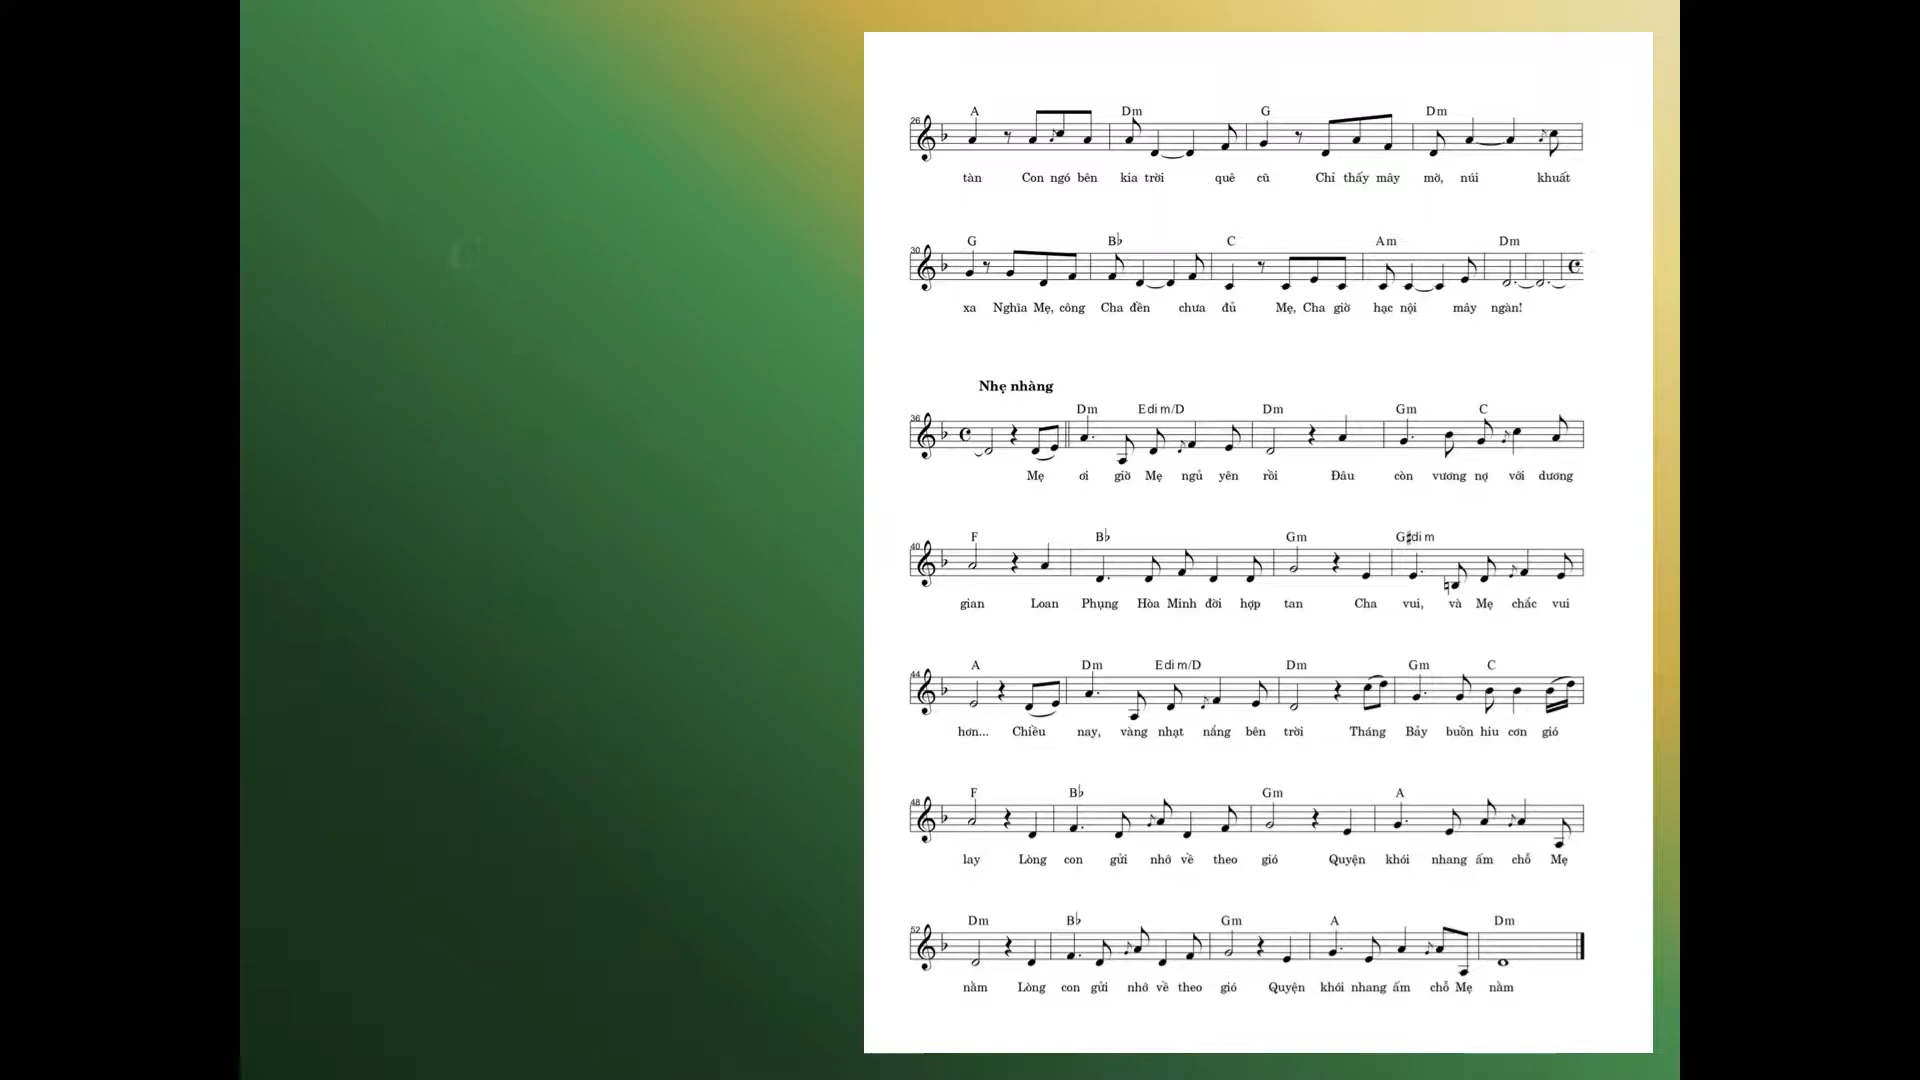 A Dm G Dm
26
tàn Con ngó bên kia trời quê cũ Chỉ thấy mây mờ, núi khuất
G B♭ C Am Dm
30
xa Nghĩa Mẹ, công Cha đền chưa đủ Mẹ, Cha giờ hạc nội mây ngàn!
Nhẹ nhàng
Dm Edim/D Dm Gm C
36
Mẹ ơi giờ Mẹ ngủ yên rồi Đâu còn vương nợ với dương
F B♭ Gm G♯dim
40
gian Loan Phụng Hòa Minh đời hợp tan Cha vui, và Mẹ chắc vui
A Dm Edim/D Dm Gm C
44
hơn... Chiều nay, vàng nhạt nắng bên trời Tháng Bảy buồn hiu cơn gió
F B♭ Gm A
48
lay Lòng con gửi nhớ về theo gió Quyện khói nhang ấm chỗ Mẹ
Dm B♭ Gm A Dm
52
nằm Lòng con gửi nhớ về theo gió Quyện khói nhang ấm chỗ Mẹ nằm